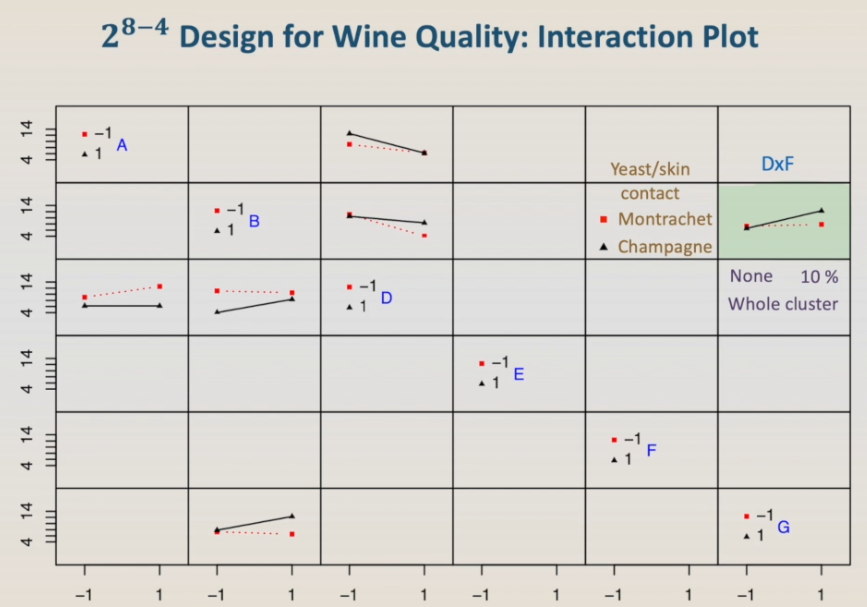 2⁸⁻⁴ Design for Wine Quality: Interaction Plot
14
4
−1
1
A
Yeast/skin
contact
Montrachet
Champagne
DxF
14
4
−1
1
B
14
4
−1
1
D
None 10 %
Whole cluster
14
4
−1
1
E
14
4
−1
1
F
14
4
−1
1
G
−1 1 −1 1 −1 1 −1 1 −1 1 −1 1